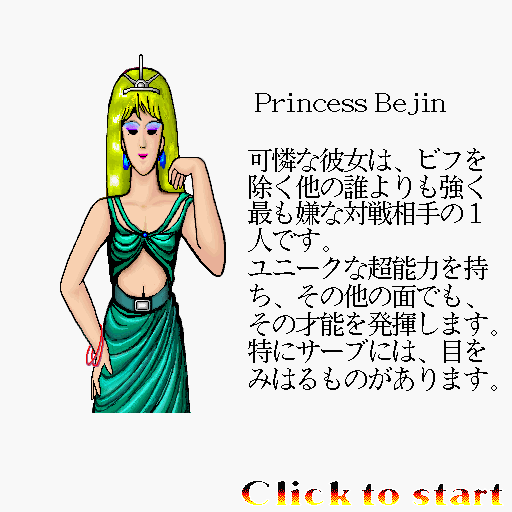 Princess Bejin
可憐な彼女は、ビフを
除く他の誰よりも強く
最も嫌な対戦相手の１
人です。
ユニークな超能力を持
ち、その他の面でも、
その才能を発揮します。
特にサーブには、目を
みはるものがあります。
Click to start